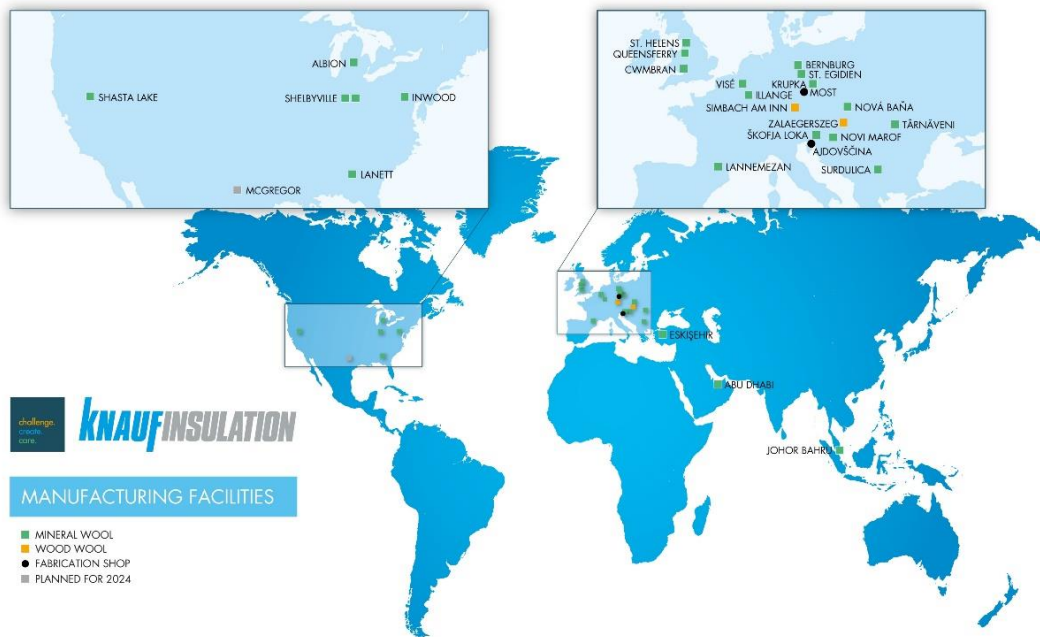 ALBION
SHASTA LAKE
SHELBYVILLE
INWOOD
LANETT
MCGREGOR
ST. HELENS
QUEENSFERRY
CWMBRAN
BERNBURG
ST. EGIDIEN
VISÉ
KRUPKA
MOST
ILLANGE
SIMBACH AM INN
NOVÁ BAŇA
ZALAEGERSZEG
TÂRNĂVENI
ŠKOFJA LOKA
NOVI MAROF
AJDOVŠČINA
LANNEMEZAN
SURDULICA
ESKIŞEHIR
ABU DHABI
JOHOR BAHRU
challenge.
create.
care.
KNAUFINSULATION
MANUFACTURING FACILITIES
MINERAL WOOL
WOOD WOOL
FABRICATION SHOP
PLANNED FOR 2024